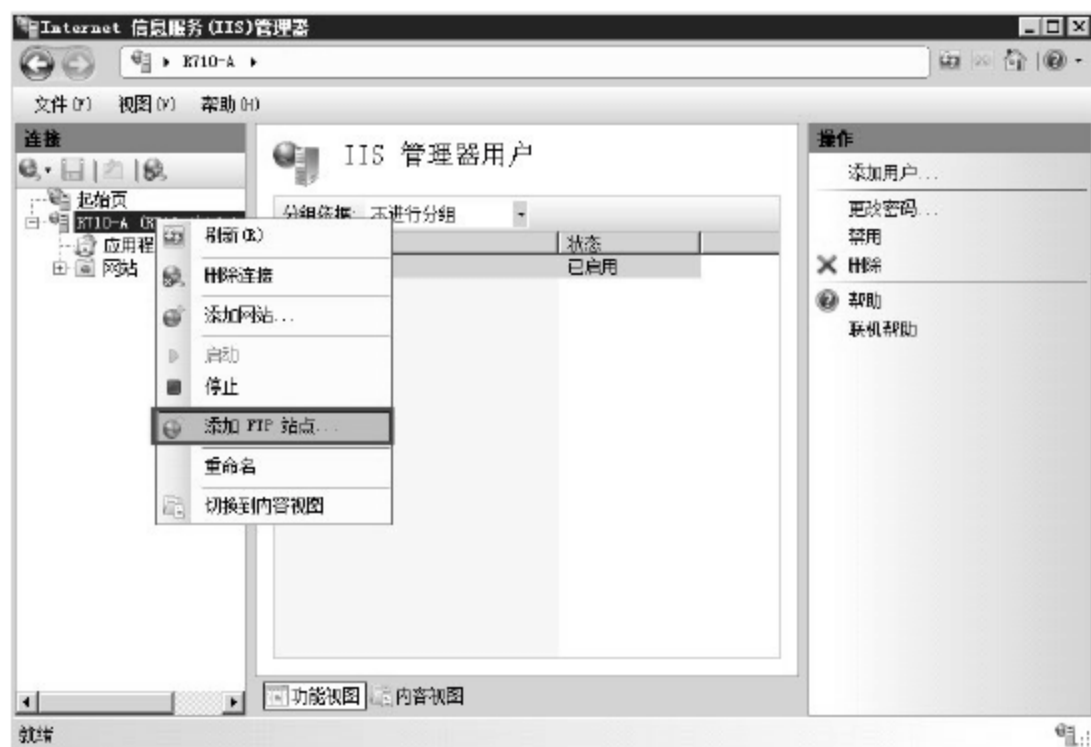 Internet 信息服务(IIS)管理器
R710-A
文件(F) 视图(V) 帮助(H)
连接
起始页
R710-A
应用程
网站
刷新(R)
删除连接
添加网站...
启动
停止
添加 FTP 站点...
重命名
切换到内容视图
IIS 管理器用户
分组依据: 不进行分组
状态
已启用
功能视图 内容视图
操作
添加用户...
更改密码...
禁用
删除
帮助
联机帮助
就绪